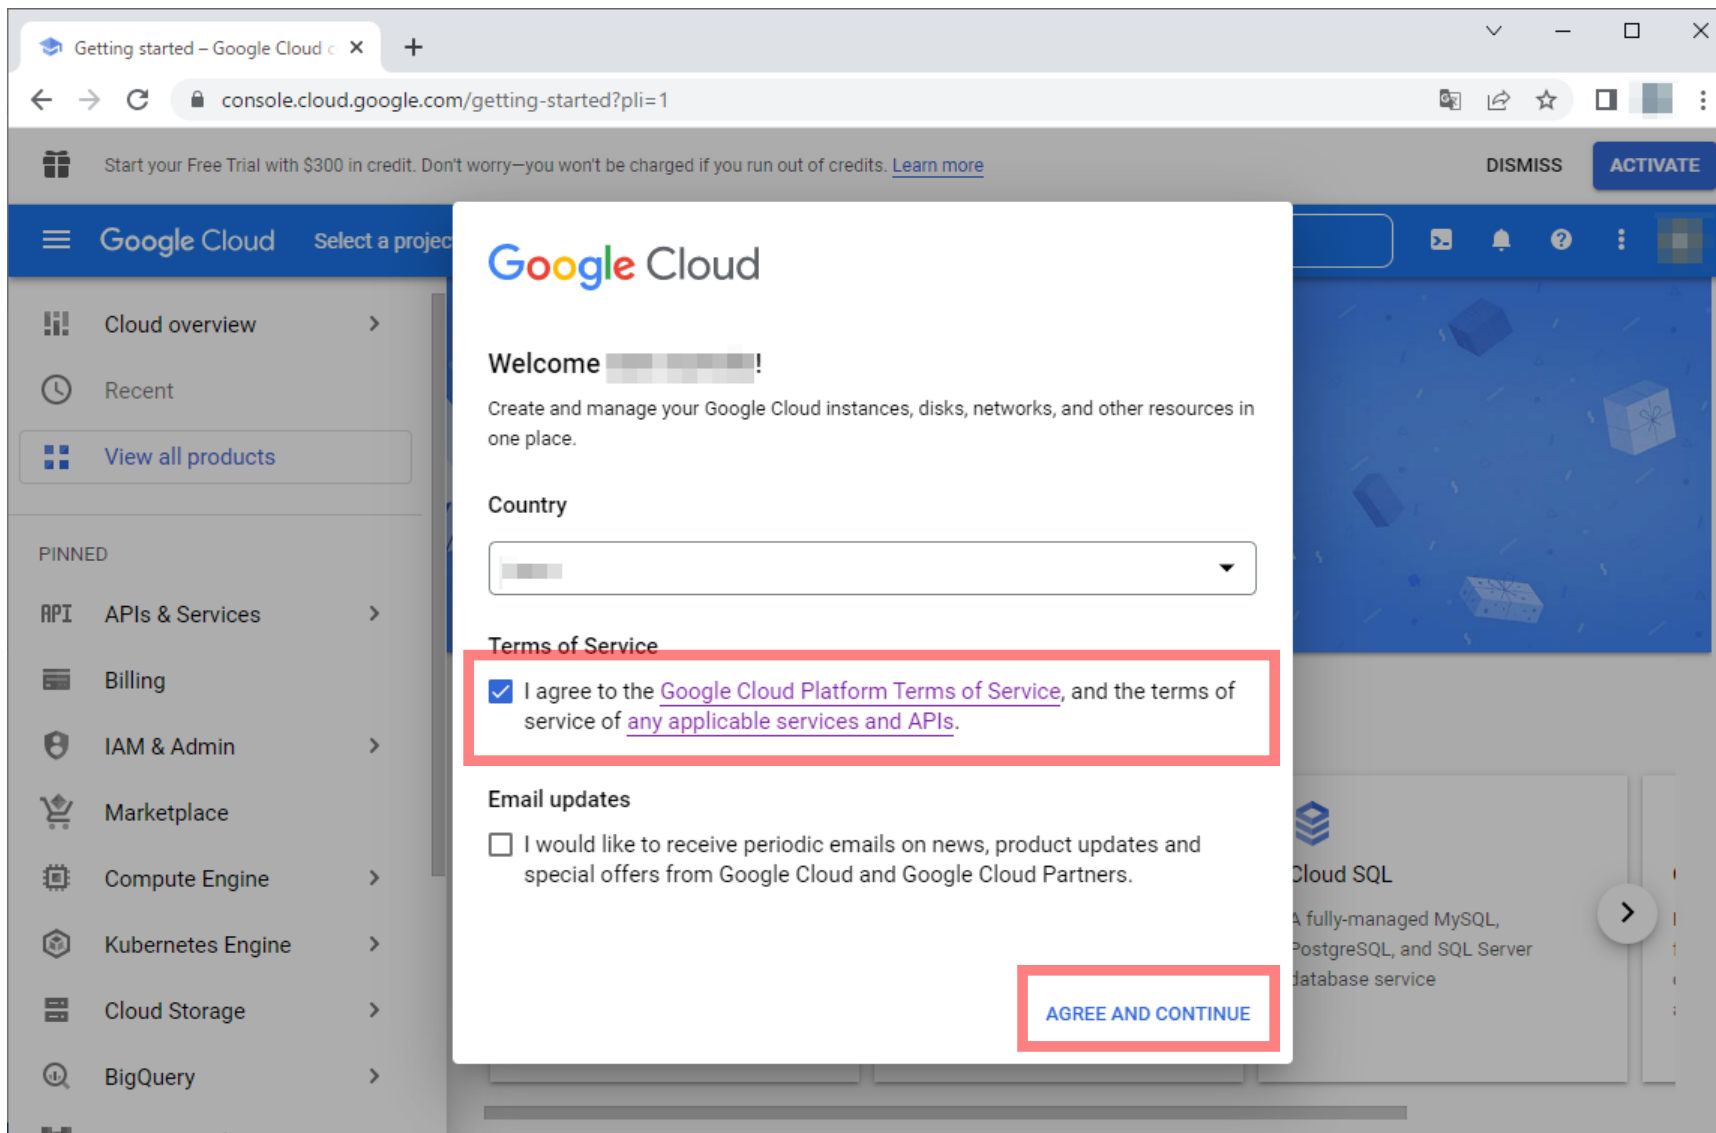 Getting started – Google Cloud c
console.cloud.google.com/getting-started?pli=1
Start your Free Trial with $300 in credit. Don't worry—you won't be charged if you run out of credits. Learn more
DISMISS
ACTIVATE
Google Cloud
Select a projec
Cloud overview
Recent
View all products
PINNED
API APIs & Services
Billing
IAM & Admin
Marketplace
Compute Engine
Kubernetes Engine
Cloud Storage
BigQuery
Google Cloud
Welcome !
Create and manage your Google Cloud instances, disks, networks, and other resources in
one place.
Country
Terms of Service
I agree to the Google Cloud Platform Terms of Service, and the terms of
service of any applicable services and APIs.
Email updates
I would like to receive periodic emails on news, product updates and
special offers from Google Cloud and Google Cloud Partners.
AGREE AND CONTINUE
Cloud SQL
A fully-managed MySQL,
PostgreSQL, and SQL Server
database service